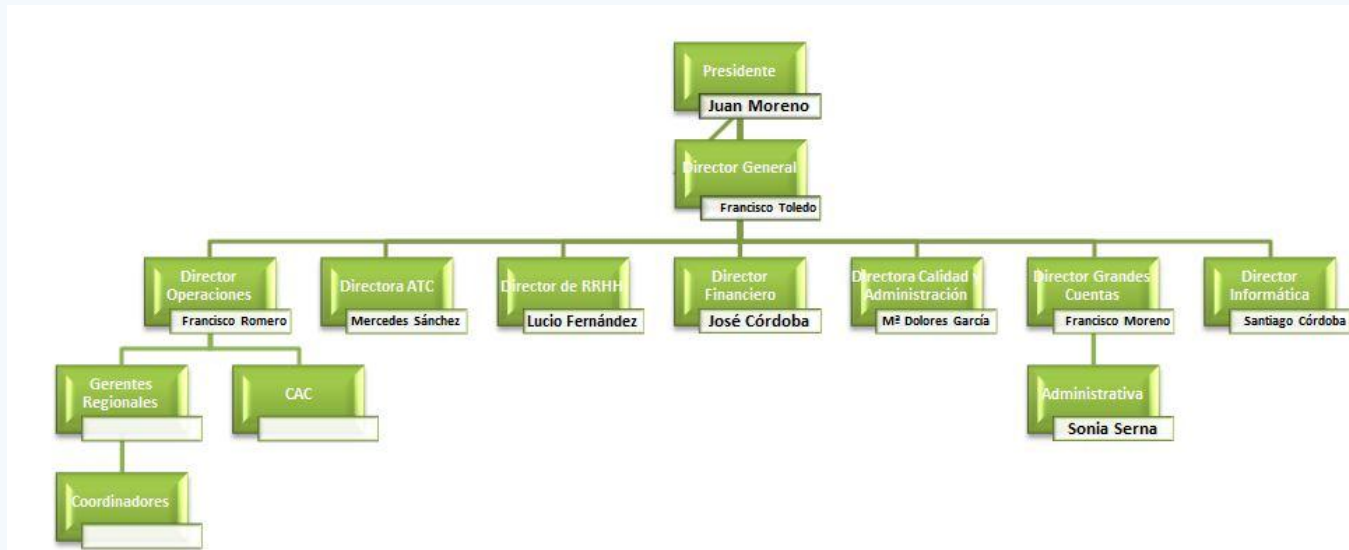 Presidente
Juan Moreno
Director General
Francisco Toledo
Director
Operaciones
Francisco Romero
Directora ATC
Mercedes Sánchez
Director de RRHH
Lucio Fernández
Director
Financiero
José Córdoba
Directora Calidad y
Administración
Mª Dolores García
Director Grandes
Cuentas
Francisco Moreno
Director
Informática
Santiago Córdoba
Gerentes
Regionales
CAC
Administrativa
Sonia Serna
Coordinadores